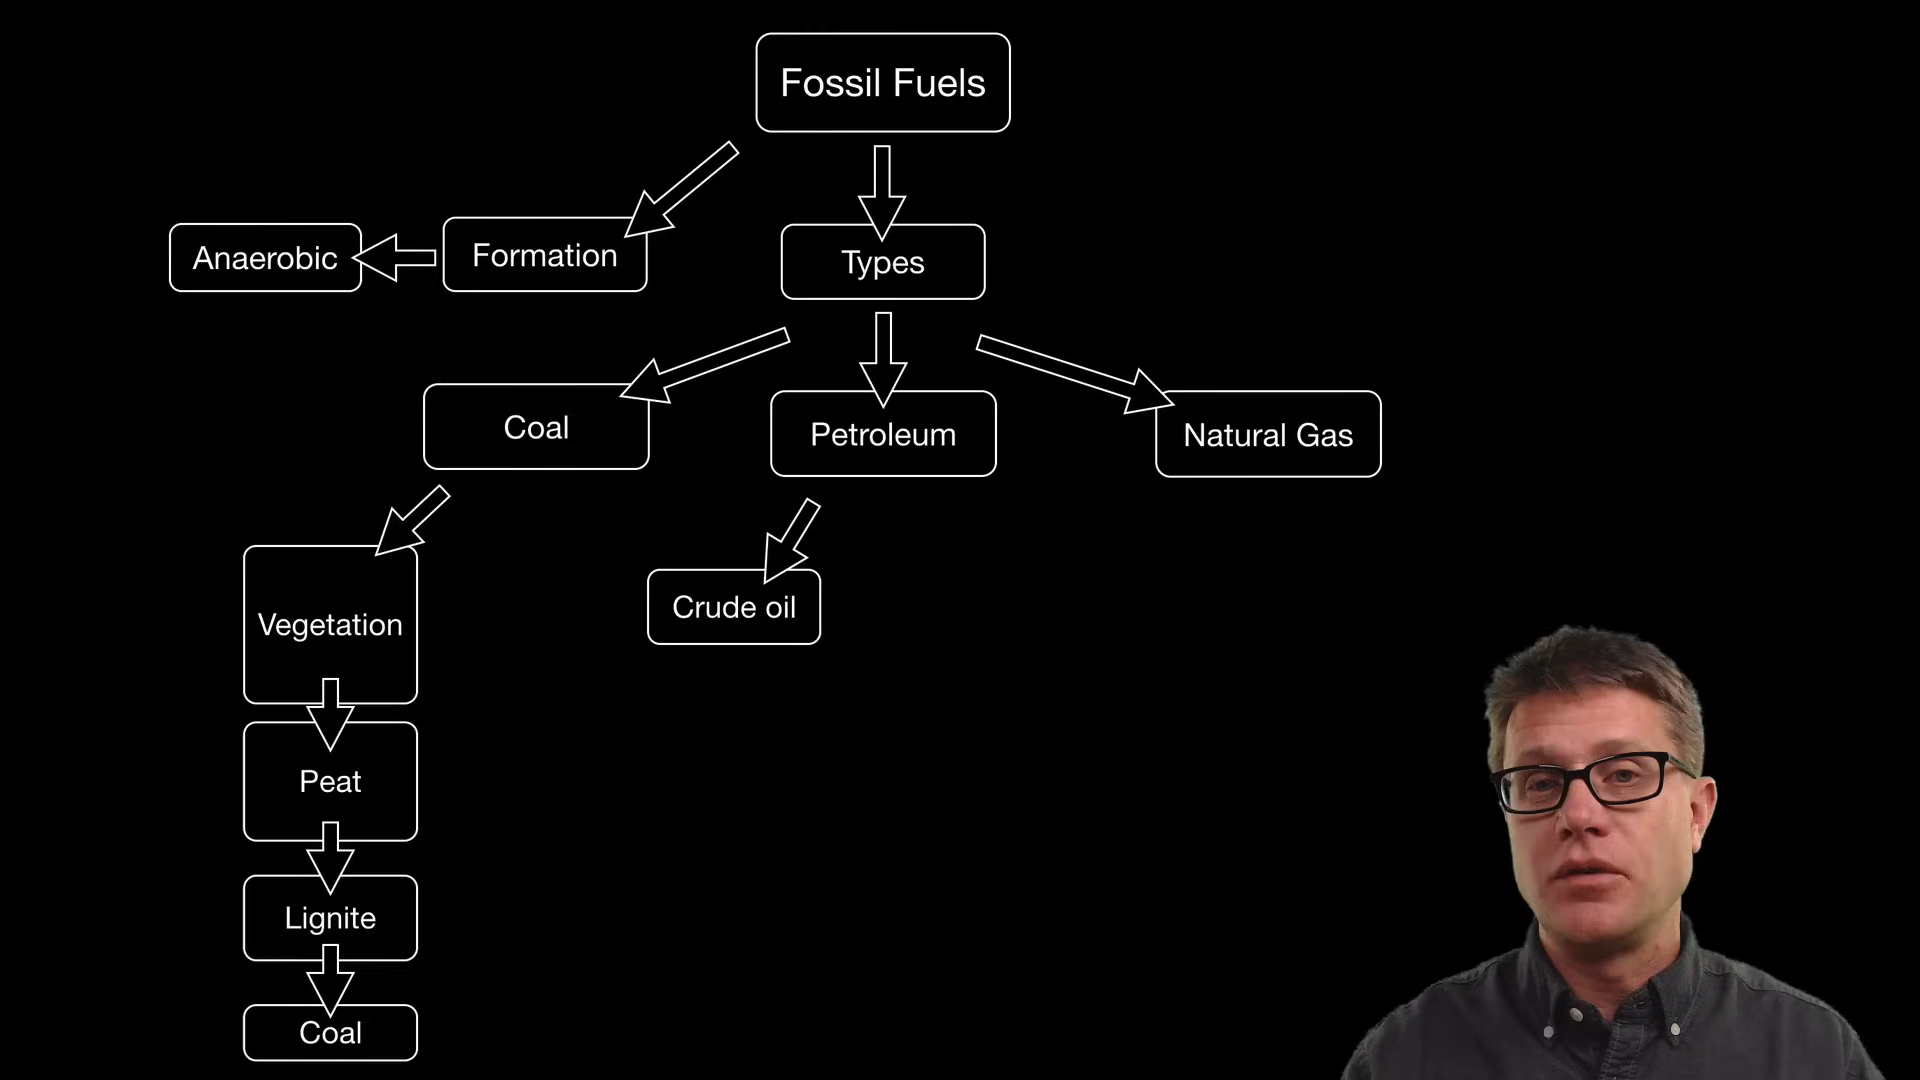 Fossil Fuels
Anaerobic
Formation
Types
Coal
Petroleum
Natural Gas
Vegetation
Crude oil
Peat
Lignite
Coal